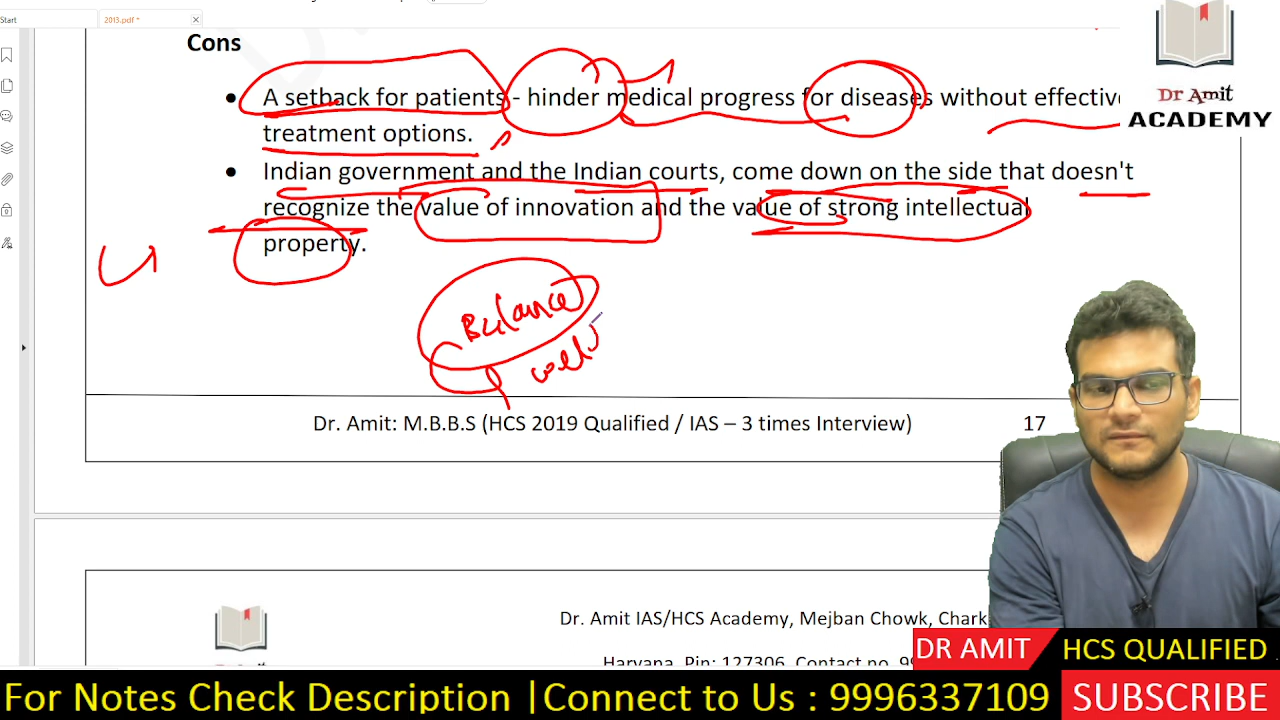 Start
2013.pdf *
Cons
• A setback for patients - hinder medical progress for diseases without effective
treatment options.
• Indian government and the Indian courts, come down on the side that doesn't
recognize the value of innovation and the value of strong intellectual
property.
Balance
Dr. Amit: M.B.B.S (HCS 2019 Qualified / IAS – 3 times Interview)
17
Dr Amit
ACADEMY
Dr. Amit IAS/HCS Academy, Mejban Chowk, Chark
Haryana, Pin: 127306, Contact no. 99
DR AMIT
HCS QUALIFIED
For Notes Check Description | Connect to Us : 9996337109
SUBSCRIBE